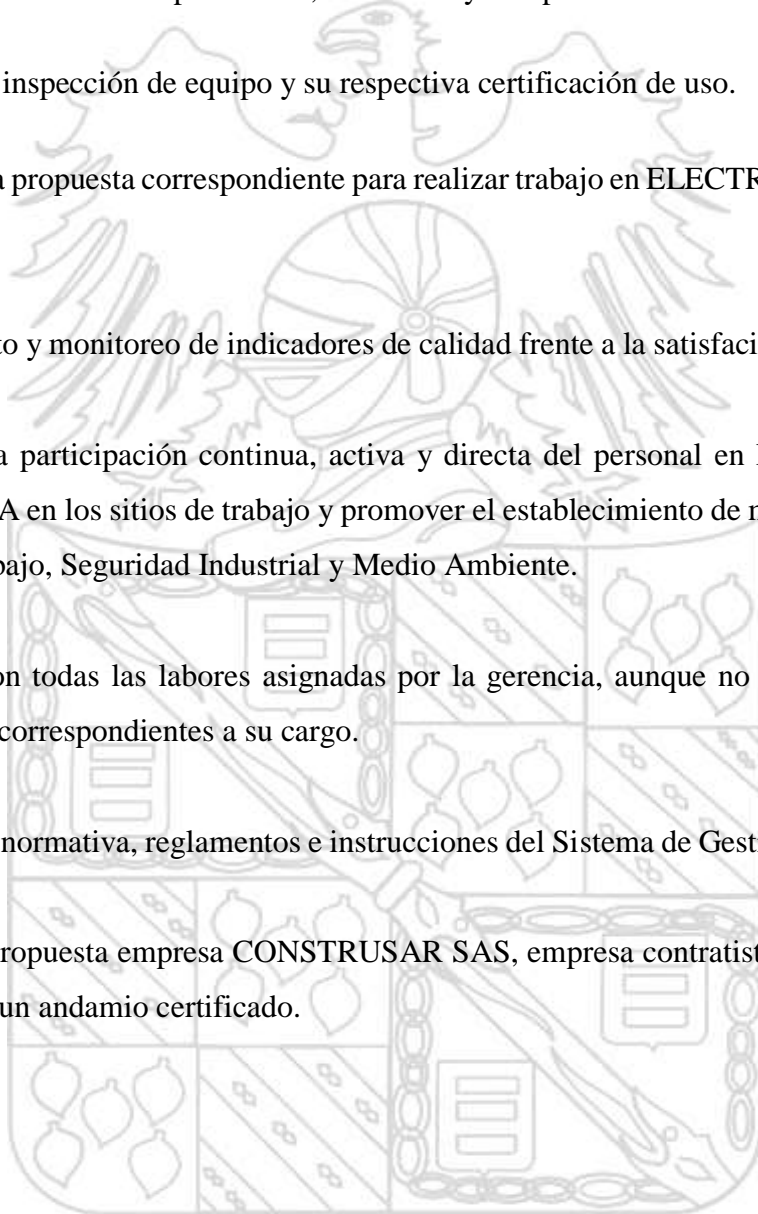 inspección de equipo y su respectiva certificación de uso.
propuesta correspondiente para realizar trabajo en ELECTR
to y monitoreo de indicadores de calidad frente a la satisfaci
a participación continua, activa y directa del personal en
A en los sitios de trabajo y promover el establecimiento de
bajo, Seguridad Industrial y Medio Ambiente.
on todas las labores asignadas por la gerencia, aunque no
correspondientes a su cargo.
normativa, reglamentos e instrucciones del Sistema de Gest
ropuesta empresa CONSTRUSAR SAS, empresa contratist
un andamio certificado.